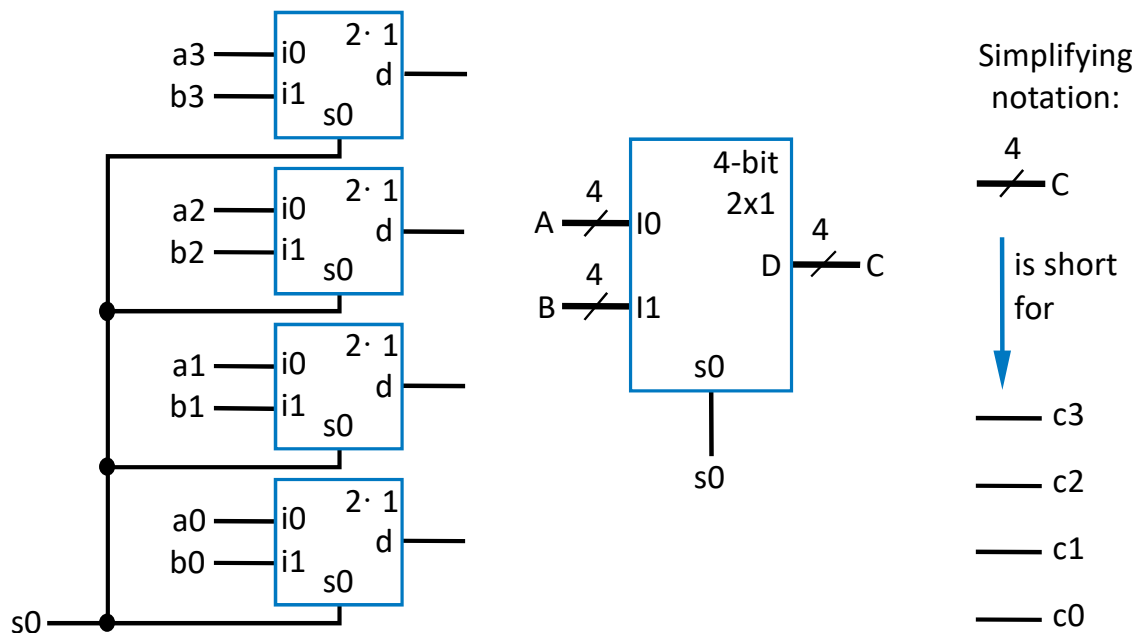 a3
b3
i0
i1
2· 1
d
s0
a2
b2
i0
i1
2· 1
d
s0
a1
b1
i0
i1
2· 1
d
s0
a0
b0
i0
i1
2· 1
d
s0
s0
4-bit
2x1
A
4
I0
B
4
I1
D
4
C
s0
s0
Simplifying
notation:
4
C
is short
for
c3
c2
c1
c0